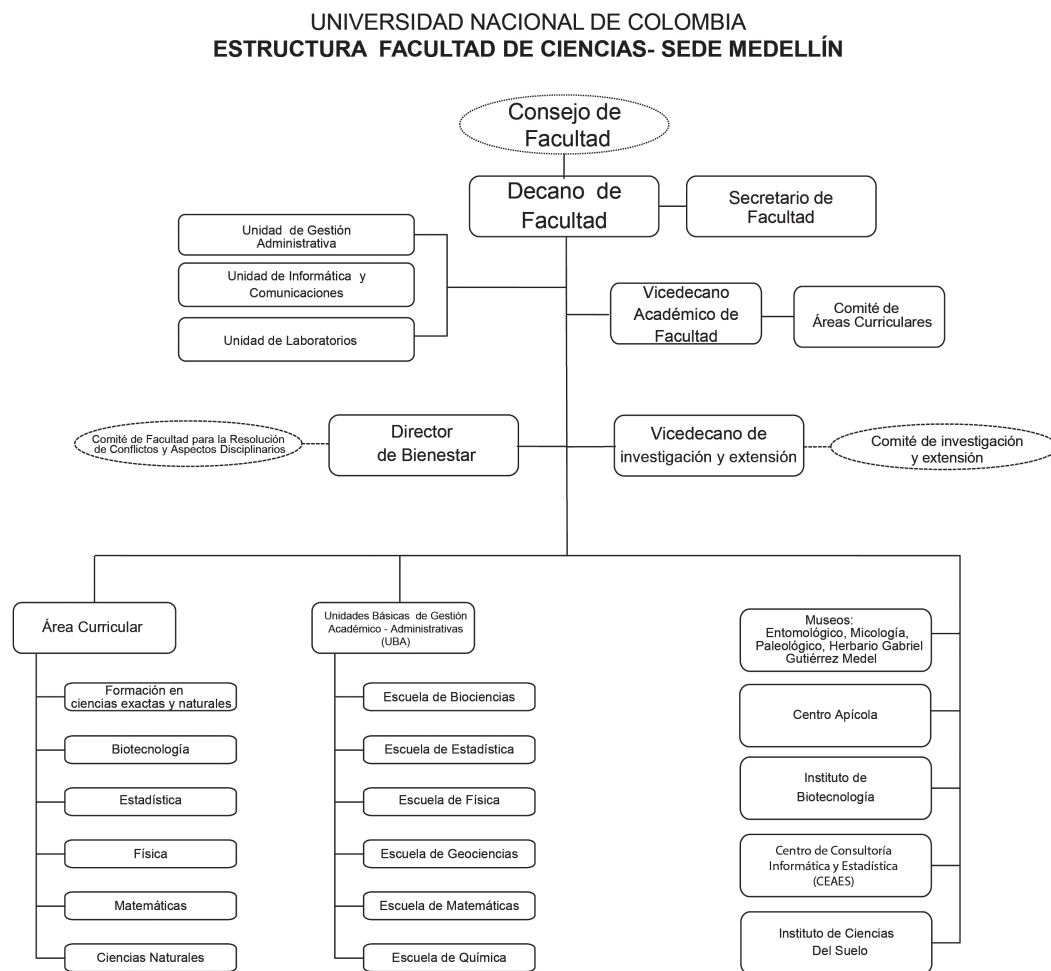 UNIVERSIDAD NACIONAL DE COLOMBIA
ESTRUCTURA FACULTAD DE CIENCIAS- SEDE MEDELLÍN
Consejo de
Facultad
Decano de
Facultad
Secretario de
Facultad
Unidad de Gestión
Administrativa
Unidad de Informática y
Comunicaciones
Unidad de Laboratorios
Vicedecano
Académico de
Facultad
Comité de
Áreas Curriculares
Comité de Facultad para la Resolución
de Conflictos y Aspectos Disciplinarios
Director
de Bienestar
Vicedecano de
investigación y extensión
Comité de investigación
y extensión
Área Curricular
Formación en
ciencias exactas y naturales
Biotecnología
Estadística
Física
Matemáticas
Ciencias Naturales
Unidades Básicas de Gestión
Académico - Administrativas
(UBA)
Escuela de Biociencias
Escuela de Estadística
Escuela de Física
Escuela de Geociencias
Escuela de Matemáticas
Escuela de Química
Museos:
Entomológico, Micología,
Paleológico, Herbario Gabriel
Gutiérrez Medel
Centro Apícola
Instituto de
Biotecnología
Centro de Consultoría
Informática y Estadística
(CEAES)
Instituto de Ciencias
Del Suelo